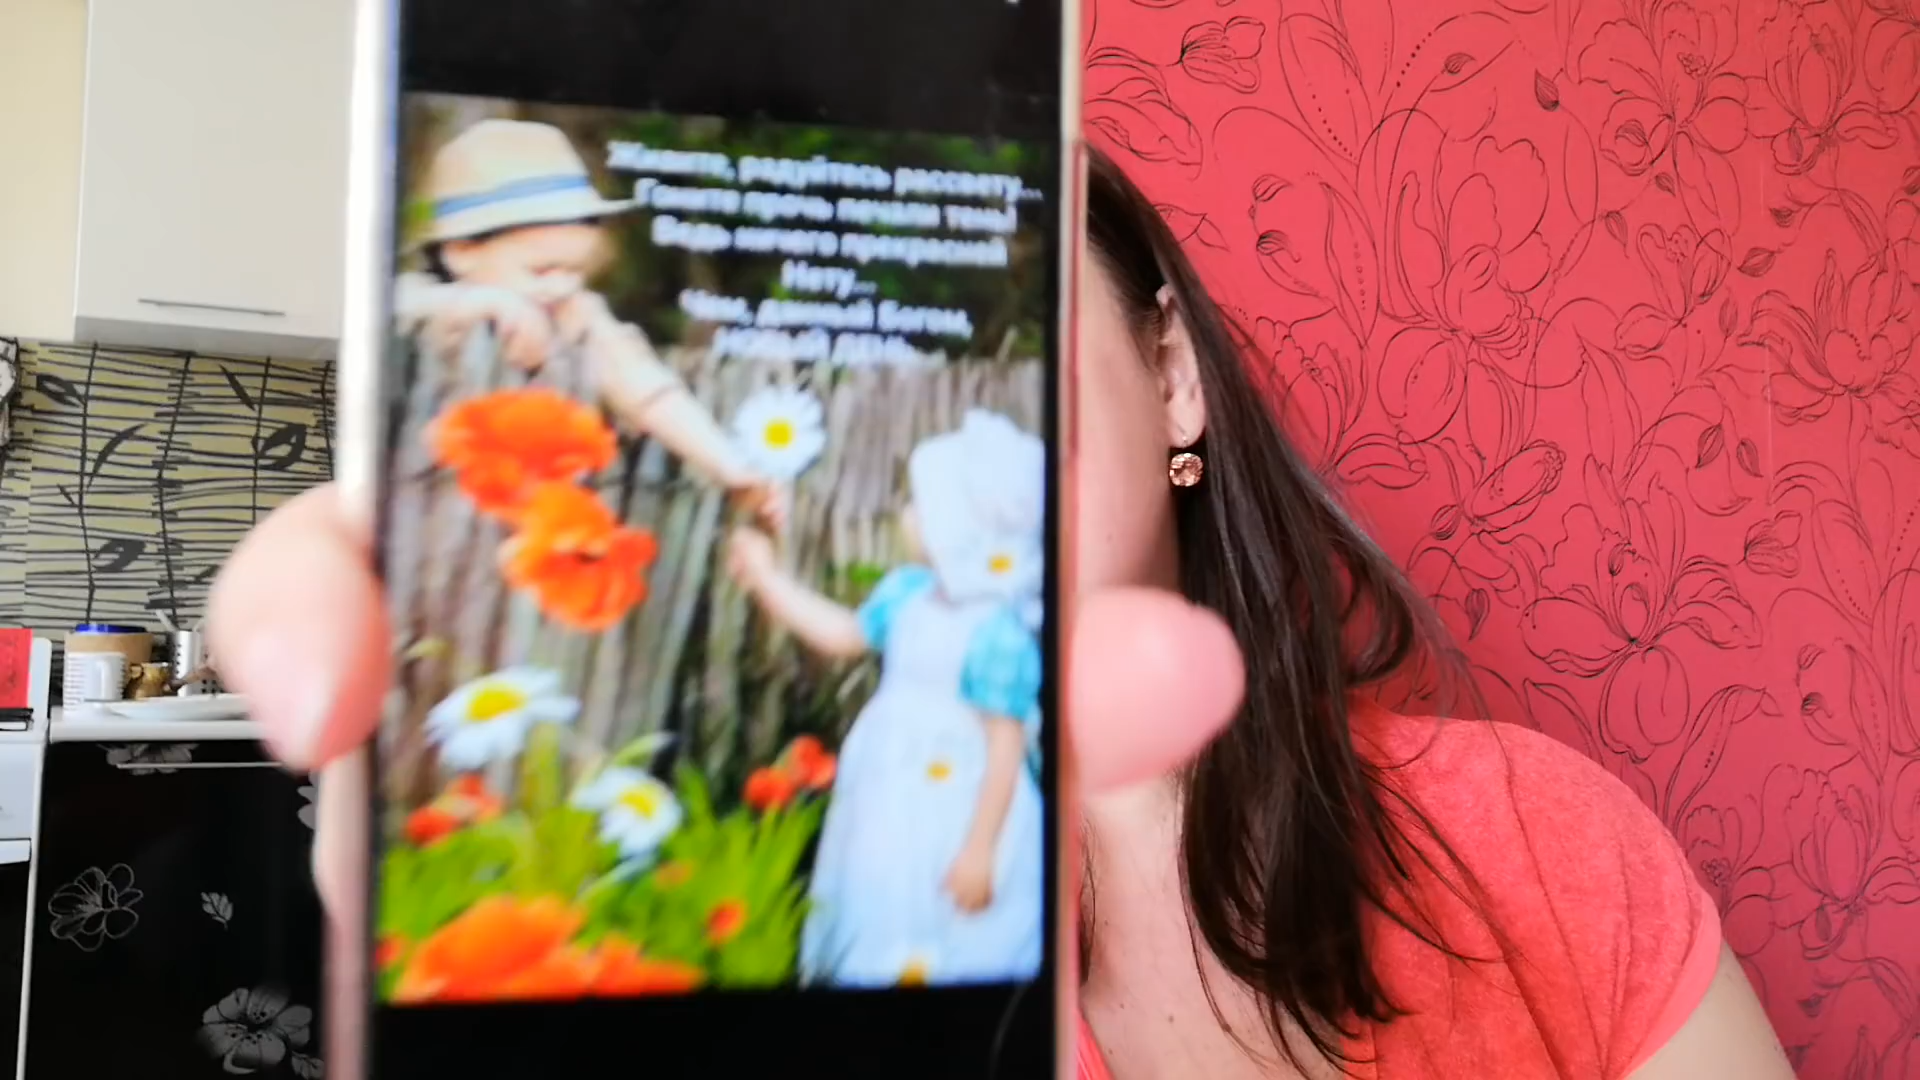 Живите, радуйтесь рассвету...
Гоните прочь печали тень!
Ведь ничего прекрасней
Нету...
Чем, данный Богом,
НОВЫЙ ДЕНЬ.